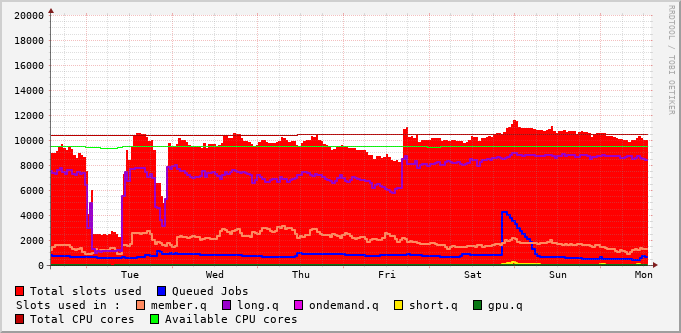 20000
18000
16000
14000
12000
10000
8000
6000
4000
2000
0
Tue Wed Thu Fri Sat Sun Mon
RRDTOOL / TOBI OETIKER
Total slots used Queued Jobs
Slots used in : member.q long.q ondemand.q short.q gpu.q
Total CPU cores Available CPU cores